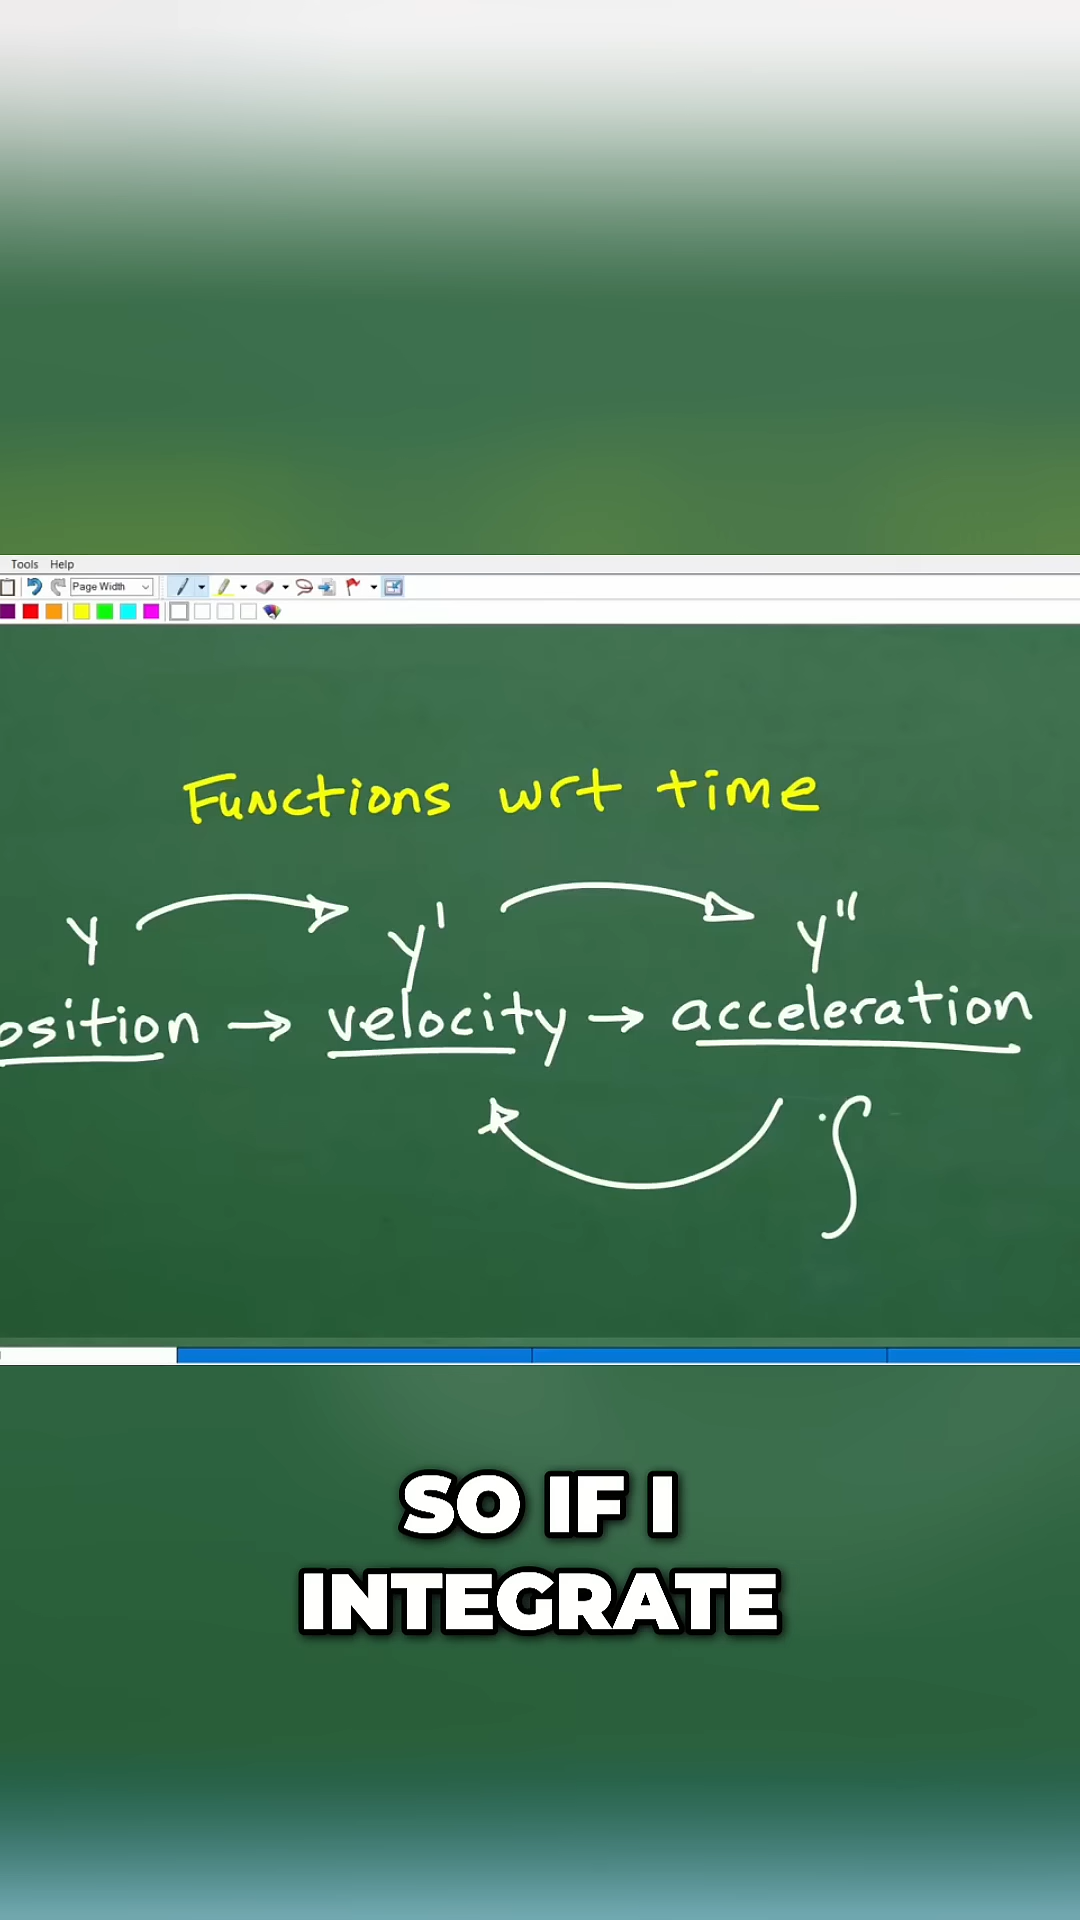 Tools Help
Page Width
Functions wrt time
y y' y"
osition → velocity → acceleration
∫
SO IF I
INTEGRATE